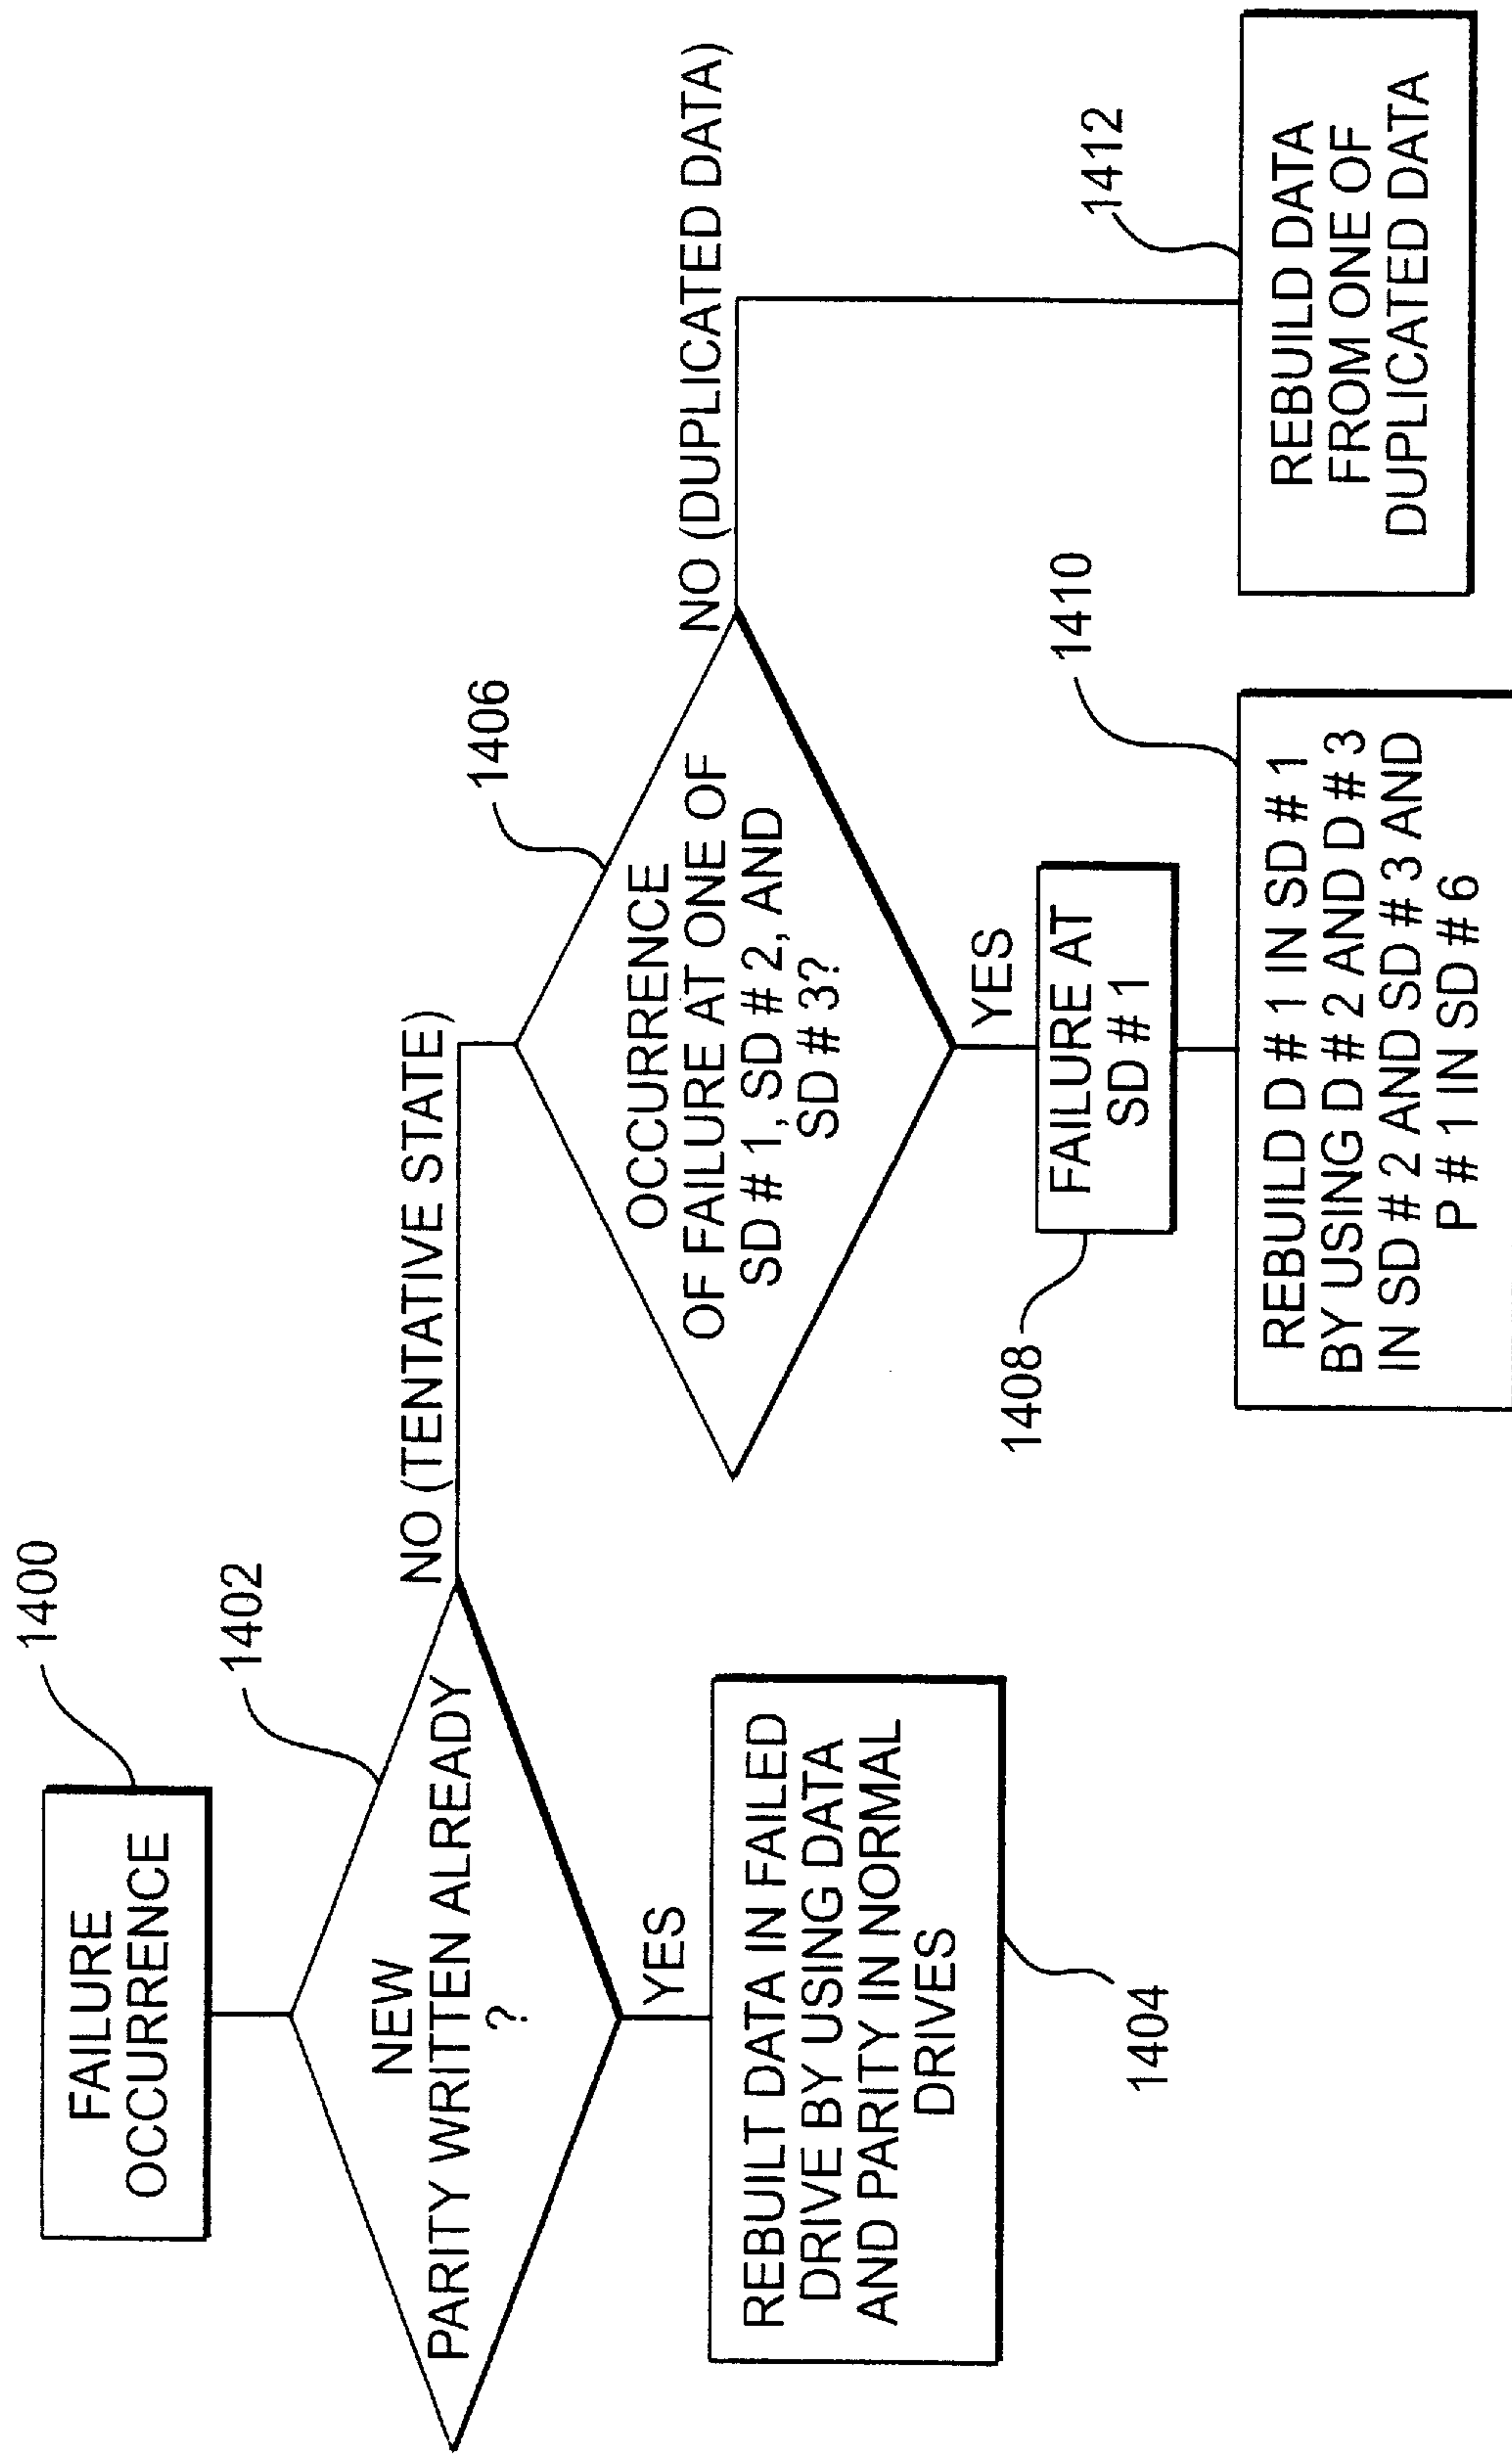 1400
FAILURE
OCCURRENCE
1402
NEW
PARITY WRITTEN ALREADY
?
NO (TENTATIVE STATE)
YES
REBUILT DATA IN FAILED
DRIVE BY USING DATA
AND PARITY IN NORMAL
DRIVES
1404
1406
OCCURRENCE
OF FAILURE AT ONE OF
SD # 1, SD # 2, AND
SD # 3?
NO (DUPLICATED DATA)
YES
1408
FAILURE AT
SD # 1
1410
REBUILD D # 1 IN SD # 1
BY USING D # 2 AND D # 3
IN SD # 2 AND SD # 3 AND
P # 1 IN SD # 6
1412
REBUILD DATA
FROM ONE OF
DUPLICATED DATA